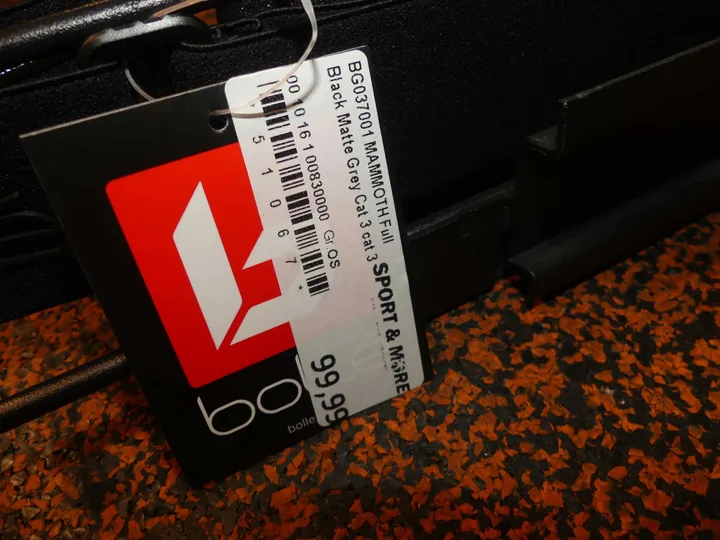 BG037001 MAMMOTH Full
Black Matte Grey Cat 3 cat 3
00 10 16 1 00830000 Gr.OS
5 1 0 6 7 *
SPORT & MORE
99,99
bol
bolle